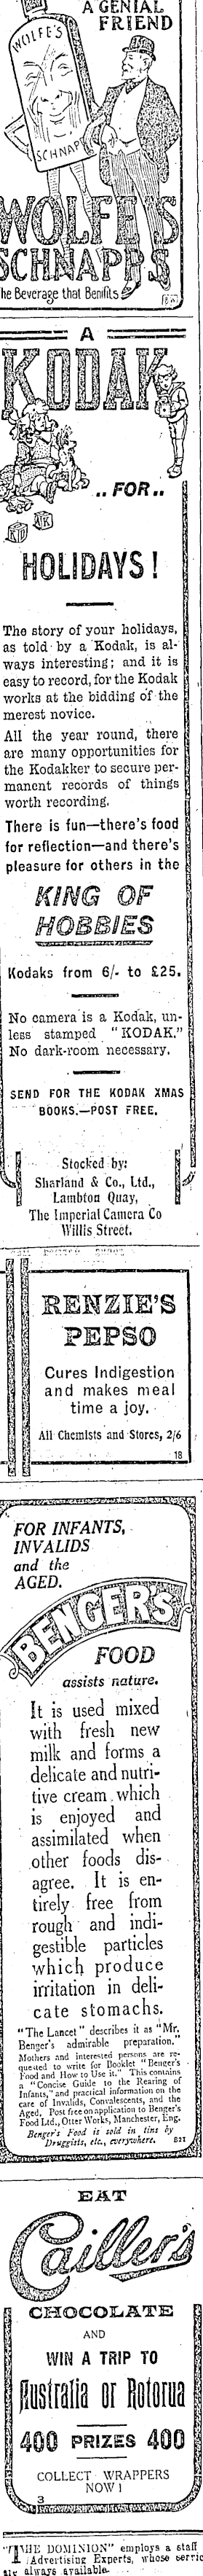 A GENIAL
FRIEND
WOLFE'S
SCHNAPPS
WOLFE'S
SCHNAPPS
he Beverage that Benifits
A
KODAK
.. FOR ..
HOLIDAYS!
The story of your holidays,
as told by a Kodak, is al-
ways interesting; and it is
easy to record, for the Kodak
works at the bidding of the
merest novice.
All the year round, there
are many opportunities for
the Kodakker to secure per-
manent records of things
worth recording.
There is fun—there's food
for reflection—and there's
pleasure for others in the
KING OF
HOBBIES
Kodaks from 6/- to £25.
No camera is a Kodak, un-
less stamped "KODAK."
No dark-room necessary.
SEND FOR THE KODAK XMAS
BOOKS.—POST FREE.
Stocked by:
Sharland & Co., Ltd.,
Lambton Quay,
The Imperial Camera Co
Willis Street.
RENZIE'S
PEPSO
Cures Indigestion
and makes meal
time a joy.
All Chemists and Stores, 2/6
18
FOR INFANTS,
INVALIDS
and the
AGED.
BENGER'S
FOOD
assists nature.
It is used mixed
with fresh new
milk and forms a
delicate and nutri-
tive cream which
is enjoyed and
assimilated when
other foods dis-
agree. It is en-
tirely free from
rough and indi-
gestible particles
which produce
irritation in deli-
cate stomachs.
"The Lancet" describes it as "Mr.
Benger's admirable preparation."
Mothers and interested persons are re-
quested to write for Booklet "Benger's
Food and How to Use it." This contains
a "Concise Guide to the Rearing of
Infants," and practical information on the
care of Invalids, Convalescents, and the
Aged. Post free on application to Benger's
Food Ltd., Otter Works, Manchester, Eng.
Benger's Food is sold in tins by
Druggists, etc., everywhere. B21
EAT
Cailler's
CHOCOLATE
AND
WIN A TRIP TO
Australia or Rotorua
400 PRIZES 400
COLLECT WRAPPERS
NOW!
3
"THE DOMINION" employs a staff
Advertising Experts, whose servic
always available.